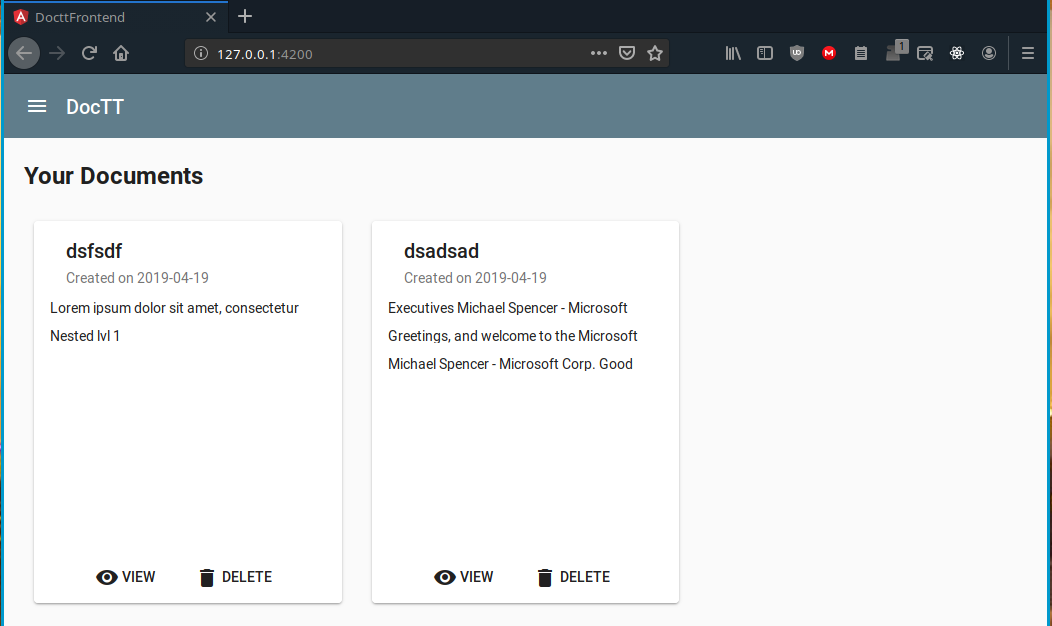 DocttFrontend
127.0.0.1:4200
1
DocTT
Your Documents
dsfsdf
Created on 2019-04-19
Lorem ipsum dolor sit amet, consectetur
Nested lvl 1
VIEW
DELETE
dsadsad
Created on 2019-04-19
Executives Michael Spencer - Microsoft
Greetings, and welcome to the Microsoft
Michael Spencer - Microsoft Corp. Good
VIEW
DELETE